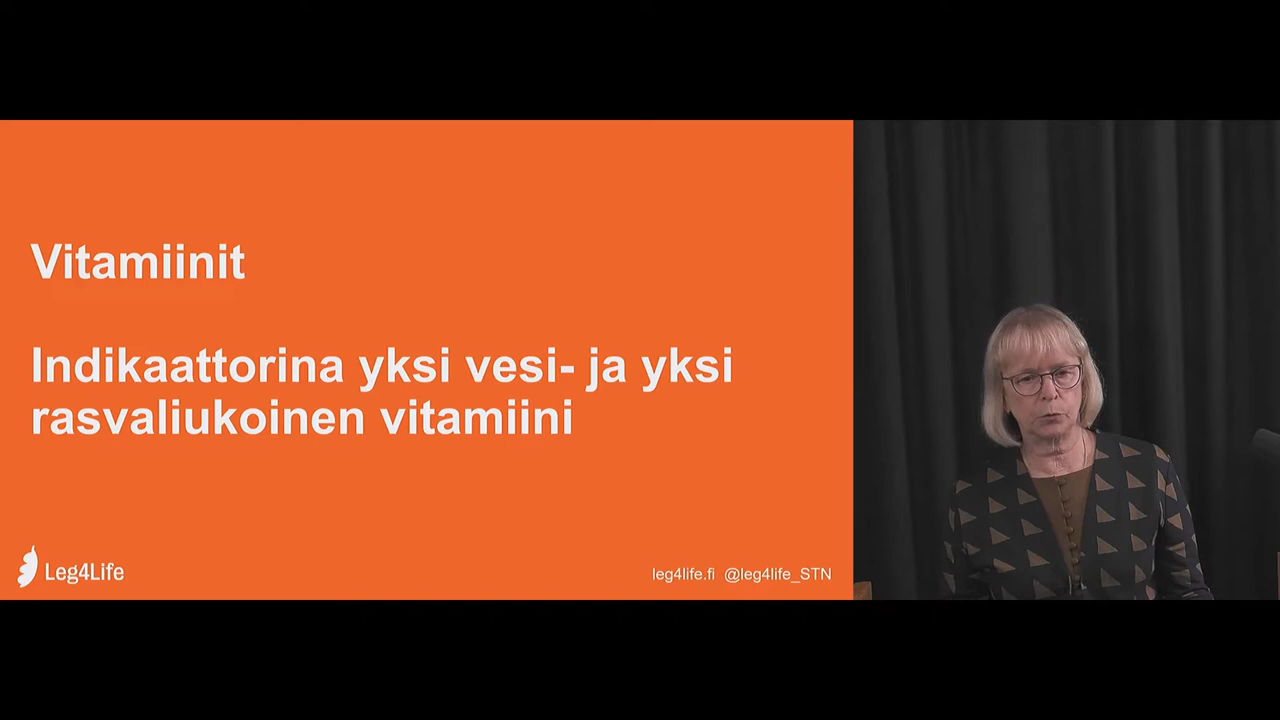 Vitamiinit
Indikaattorina yksi vesi- ja yksi
rasvaliukoinen vitamiini
Leg4Life
leg4life.fi @leg4life_STN